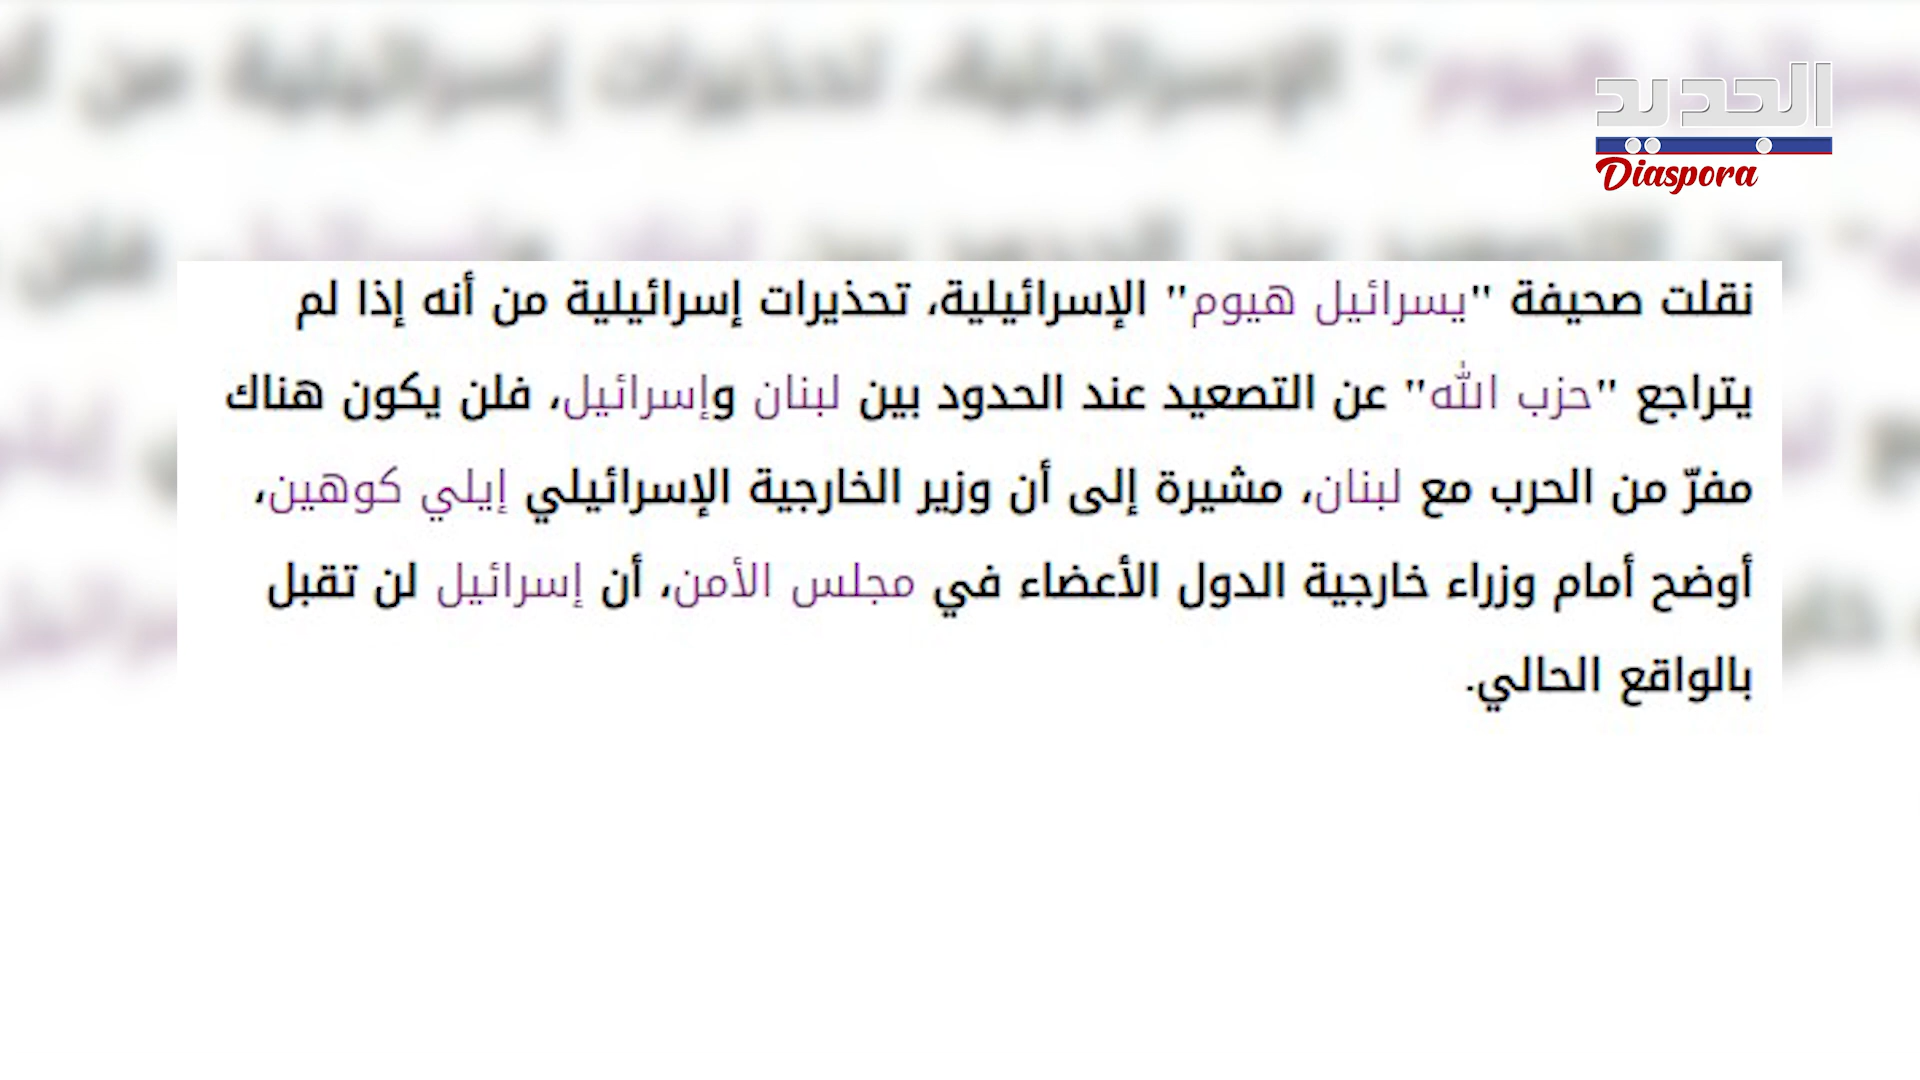 الجديد
Diaspora
نقلت صحيفة "يسرائيل هيوم" الإسرائيلية، تحذيرات إسرائيلية من أنه إذا لم
يتراجع "حزب الله" عن التصعيد عند الحدود بين لبنان وإسرائيل، فلن يكون هناك
مفرّ من الحرب مع لبنان، مشيرة إلى أن وزير الخارجية الإسرائيلي إيلي كوهين،
أوضح أمام وزراء خارجية الدول الأعضاء في مجلس الأمن، أن إسرائيل لن تقبل
بالواقع الحالي.